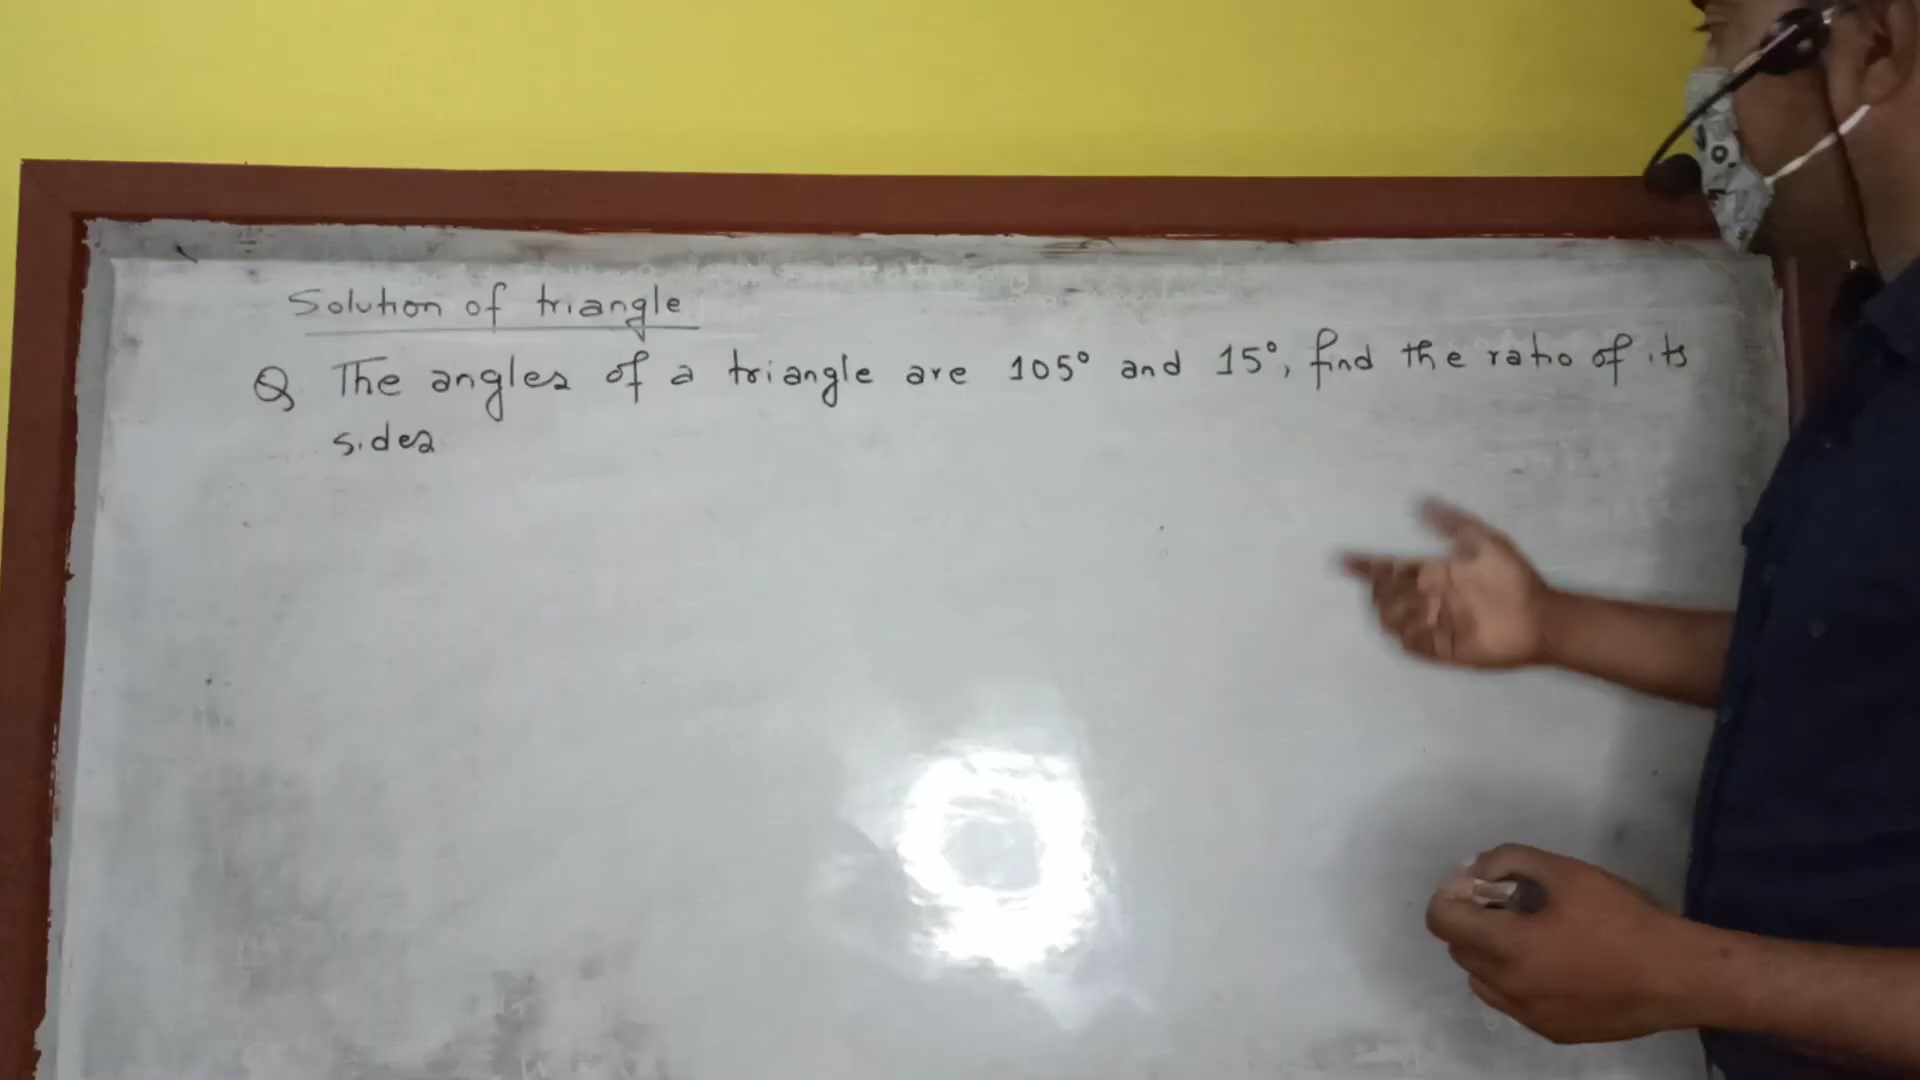 Solution of triangle
Q. The angles of a triangle are 105° and 15°, find the ratio of its
sides